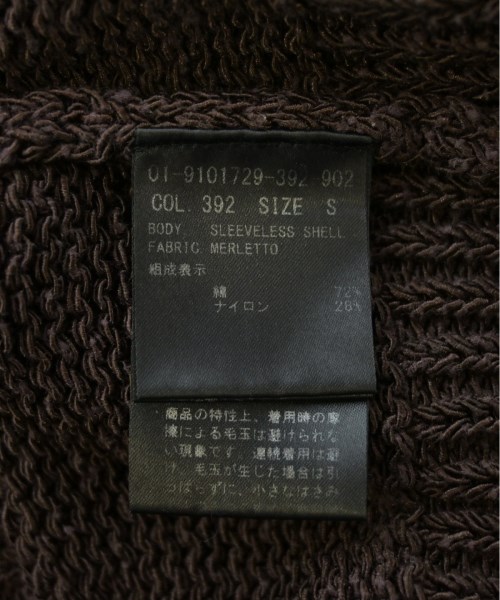 01-9101729-392 902
COL. 392 SIZE S
BODY. SLEEVELESS SHELL
FABRIC MERLETTO
組成表示
綿 72%
ナイロン 28%
・商品の特性上、着用時の摩
擦による毛玉は避けられな
い現象です。連続着用は避
け、毛玉が生じた場合は引
っぱらずに、小さなはさみ